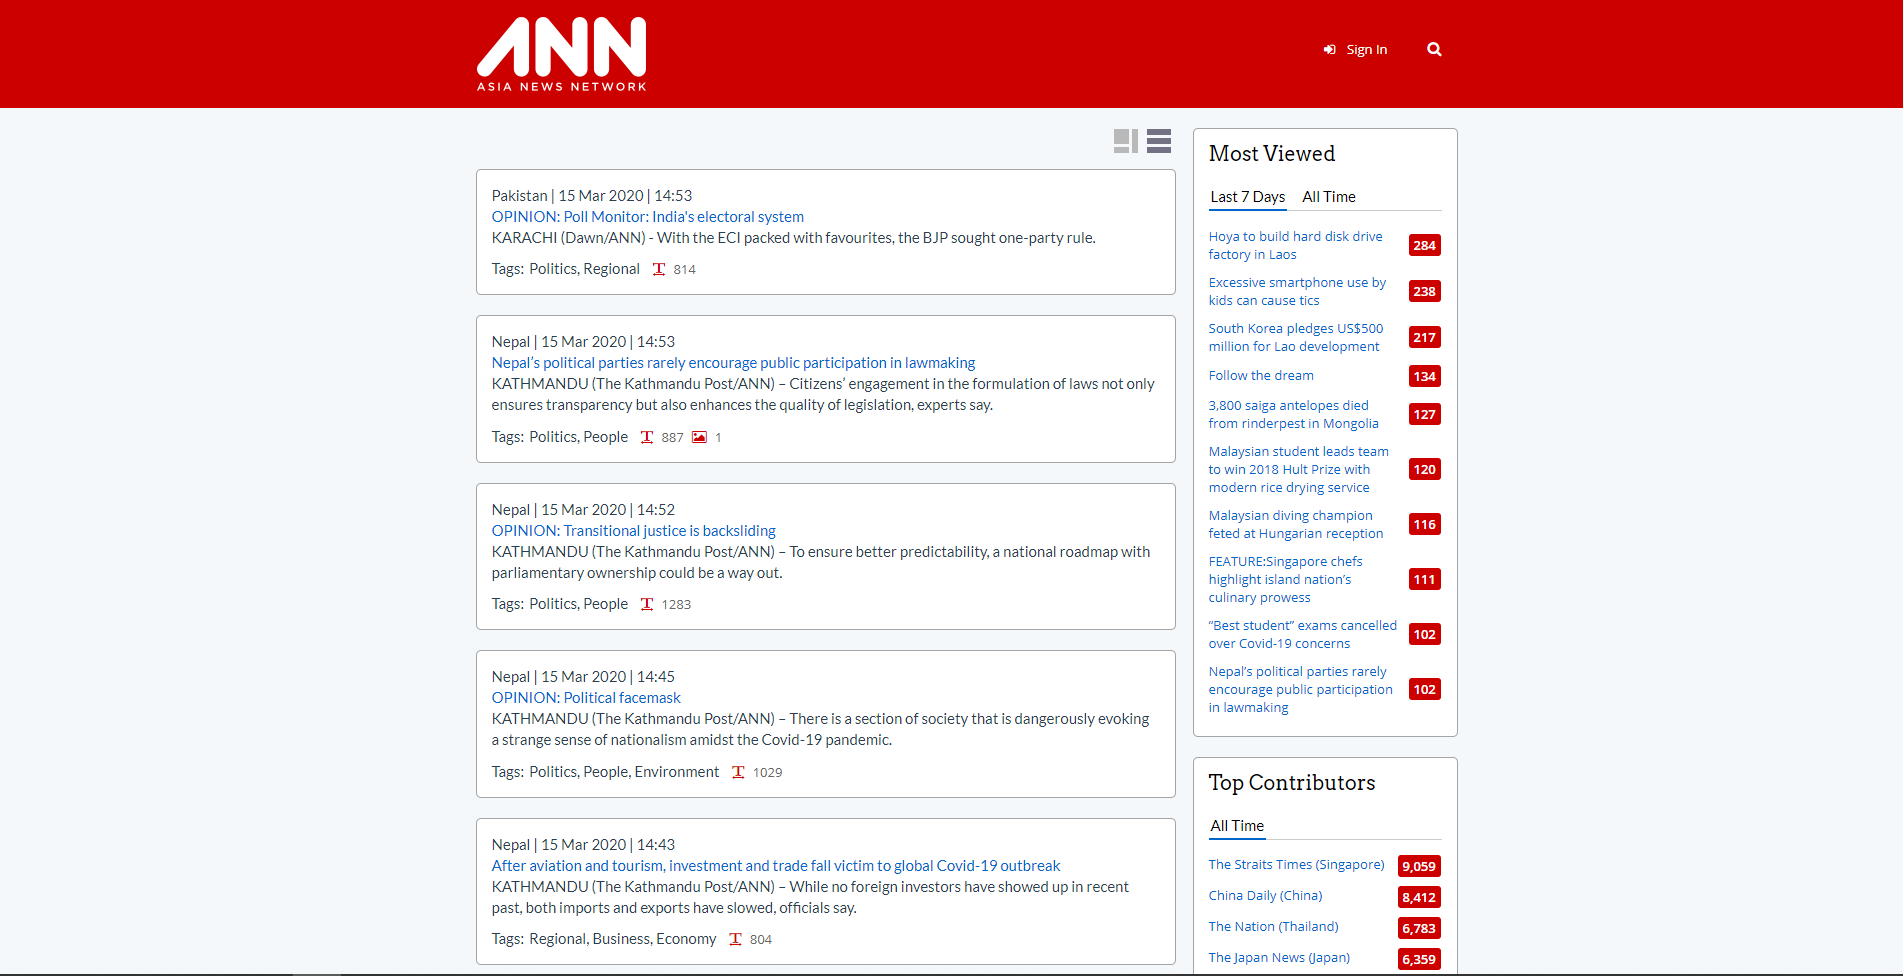 ANN
ASIA NEWS NETWORK
Sign In
Pakistan | 15 Mar 2020 | 14:53
OPINION: Poll Monitor: India's electoral system
KARACHI (Dawn/ANN) - With the ECI packed with favourites, the BJP sought one-party rule.
Tags: Politics, Regional 814
Nepal | 15 Mar 2020 | 14:53
Nepal’s political parties rarely encourage public participation in lawmaking
KATHMANDU (The Kathmandu Post/ANN) – Citizens’ engagement in the formulation of laws not only
ensures transparency but also enhances the quality of legislation, experts say.
Tags: Politics, People 887 1
Nepal | 15 Mar 2020 | 14:52
OPINION: Transitional justice is backsliding
KATHMANDU (The Kathmandu Post/ANN) – To ensure better predictability, a national roadmap with
parliamentary ownership could be a way out.
Tags: Politics, People 1283
Nepal | 15 Mar 2020 | 14:45
OPINION: Political facemask
KATHMANDU (The Kathmandu Post/ANN) – There is a section of society that is dangerously evoking
a strange sense of nationalism amidst the Covid-19 pandemic.
Tags: Politics, People, Environment 1029
Nepal | 15 Mar 2020 | 14:43
After aviation and tourism, investment and trade fall victim to global Covid-19 outbreak
KATHMANDU (The Kathmandu Post/ANN) – While no foreign investors have showed up in recent
past, both imports and exports have slowed, officials say.
Tags: Regional, Business, Economy 804
Most Viewed
Last 7 Days All Time
Hoya to build hard disk drive
factory in Laos
284
Excessive smartphone use by
kids can cause tics
238
South Korea pledges US$500
million for Lao development
217
Follow the dream
134
3,800 saiga antelopes died
from rinderpest in Mongolia
127
Malaysian student leads team
to win 2018 Hult Prize with
modern rice drying service
120
Malaysian diving champion
feted at Hungarian reception
116
FEATURE:Singapore chefs
highlight island nation’s
culinary prowess
111
“Best student” exams cancelled
over Covid-19 concerns
102
Nepal’s political parties rarely
encourage public participation
in lawmaking
102
Top Contributors
All Time
The Straits Times (Singapore) 9,059
China Daily (China) 8,412
The Nation (Thailand) 6,783
The Japan News (Japan) 6,359